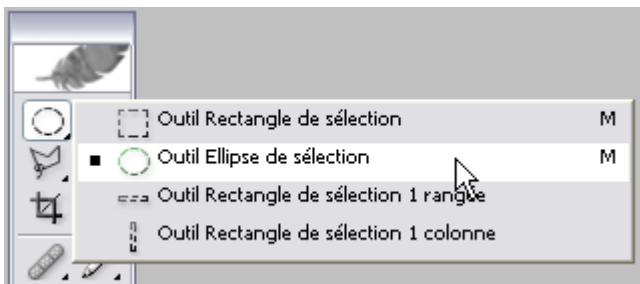 Outil Rectangle de sélection M
Outil Ellipse de sélection M
Outil Rectangle de sélection 1 rangée
Outil Rectangle de sélection 1 colonne